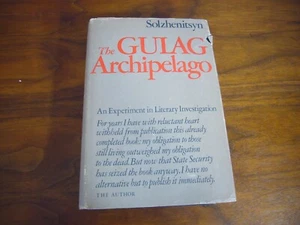 Solzhenitsyn
The GULAG
Archipelago
An Experiment in Literary Investigation
For years I have with reluctant heart
withheld from publication this already
completed book: my obligation to those
still living outweighed my obligation
to the dead. But now that State Security
has seized the book anyway, I have no
alternative but to publish it immediately.
THE AUTHOR